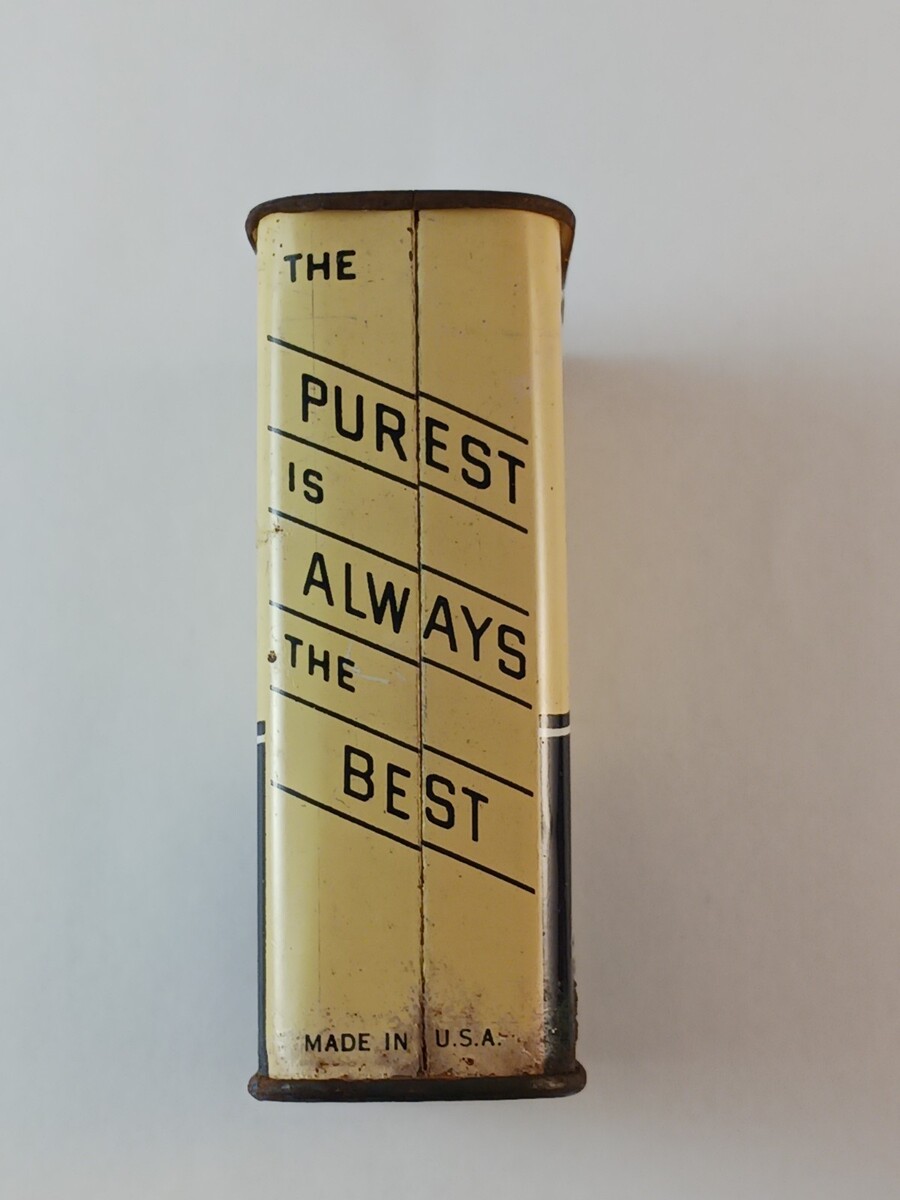 THE
PUREST
IS
ALWAYS
THE
BEST
MADE IN U.S.A.